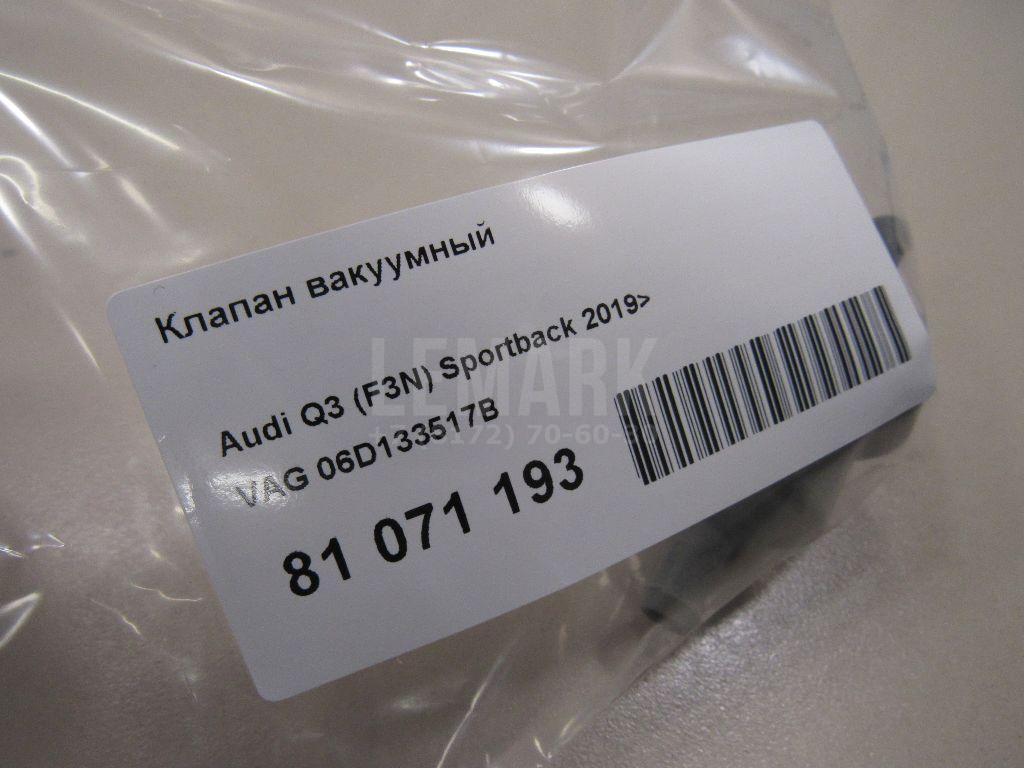 Клапан вакуумный
Audi Q3 (F3N) Sportback 2019>
VAG 06D133517B
81 071 193
LEMARK